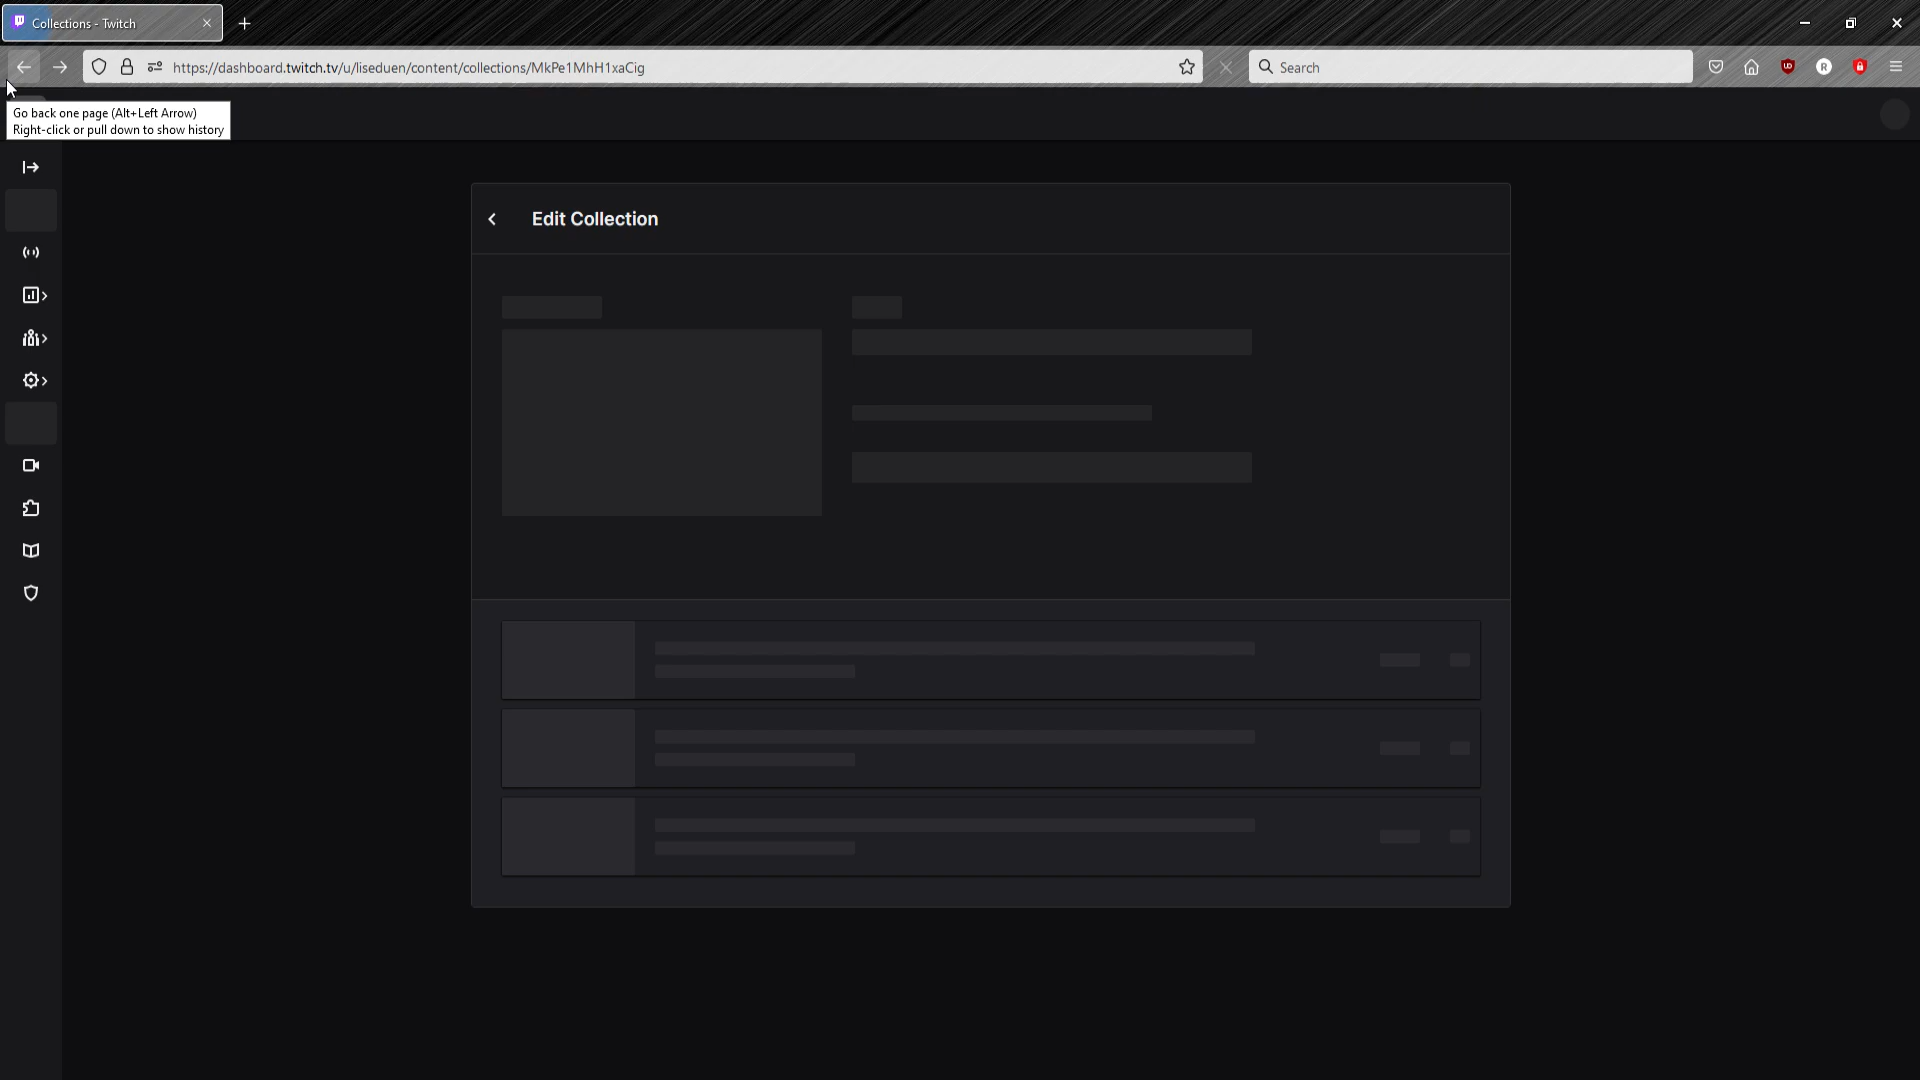 Collections - Twitch
https://dashboard.twitch.tv/u/liseduen/content/collections/MkPe1MhH1xaCig
Search
Go back one page (Alt+Left Arrow)
Right-click or pull down to show history
Edit Collection